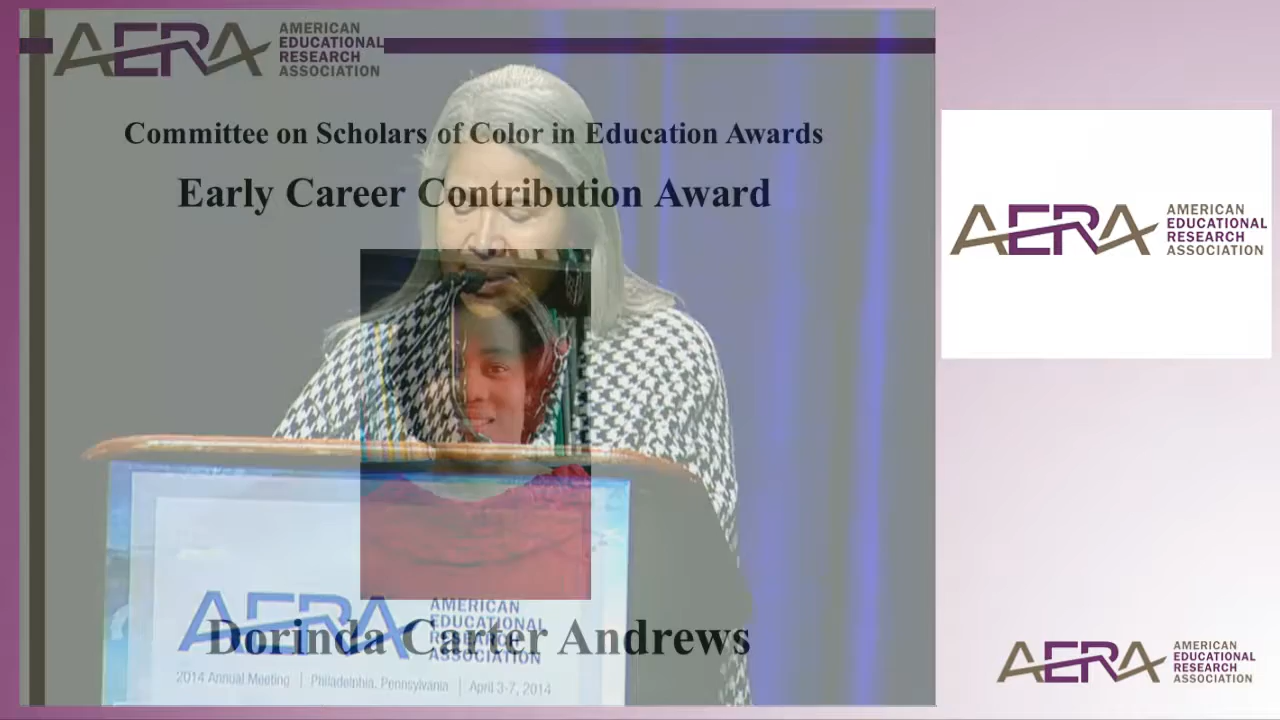 AERA AMERICAN
EDUCATIONAL
RESEARCH
ASSOCIATION
Committee on Scholars of Color in Education Awards
Early Career Contribution Award
Dorinda Carter Andrews
AERA AMERICAN
EDUCATIONAL
RESEARCH
ASSOCIATION
2014 Annual Meeting | Philadelphia, Pennsylvania | April 3-7, 2014
AERA AMERICAN
EDUCATIONAL
RESEARCH
ASSOCIATION
AERA AMERICAN
EDUCATIONAL
RESEARCH
ASSOCIATION